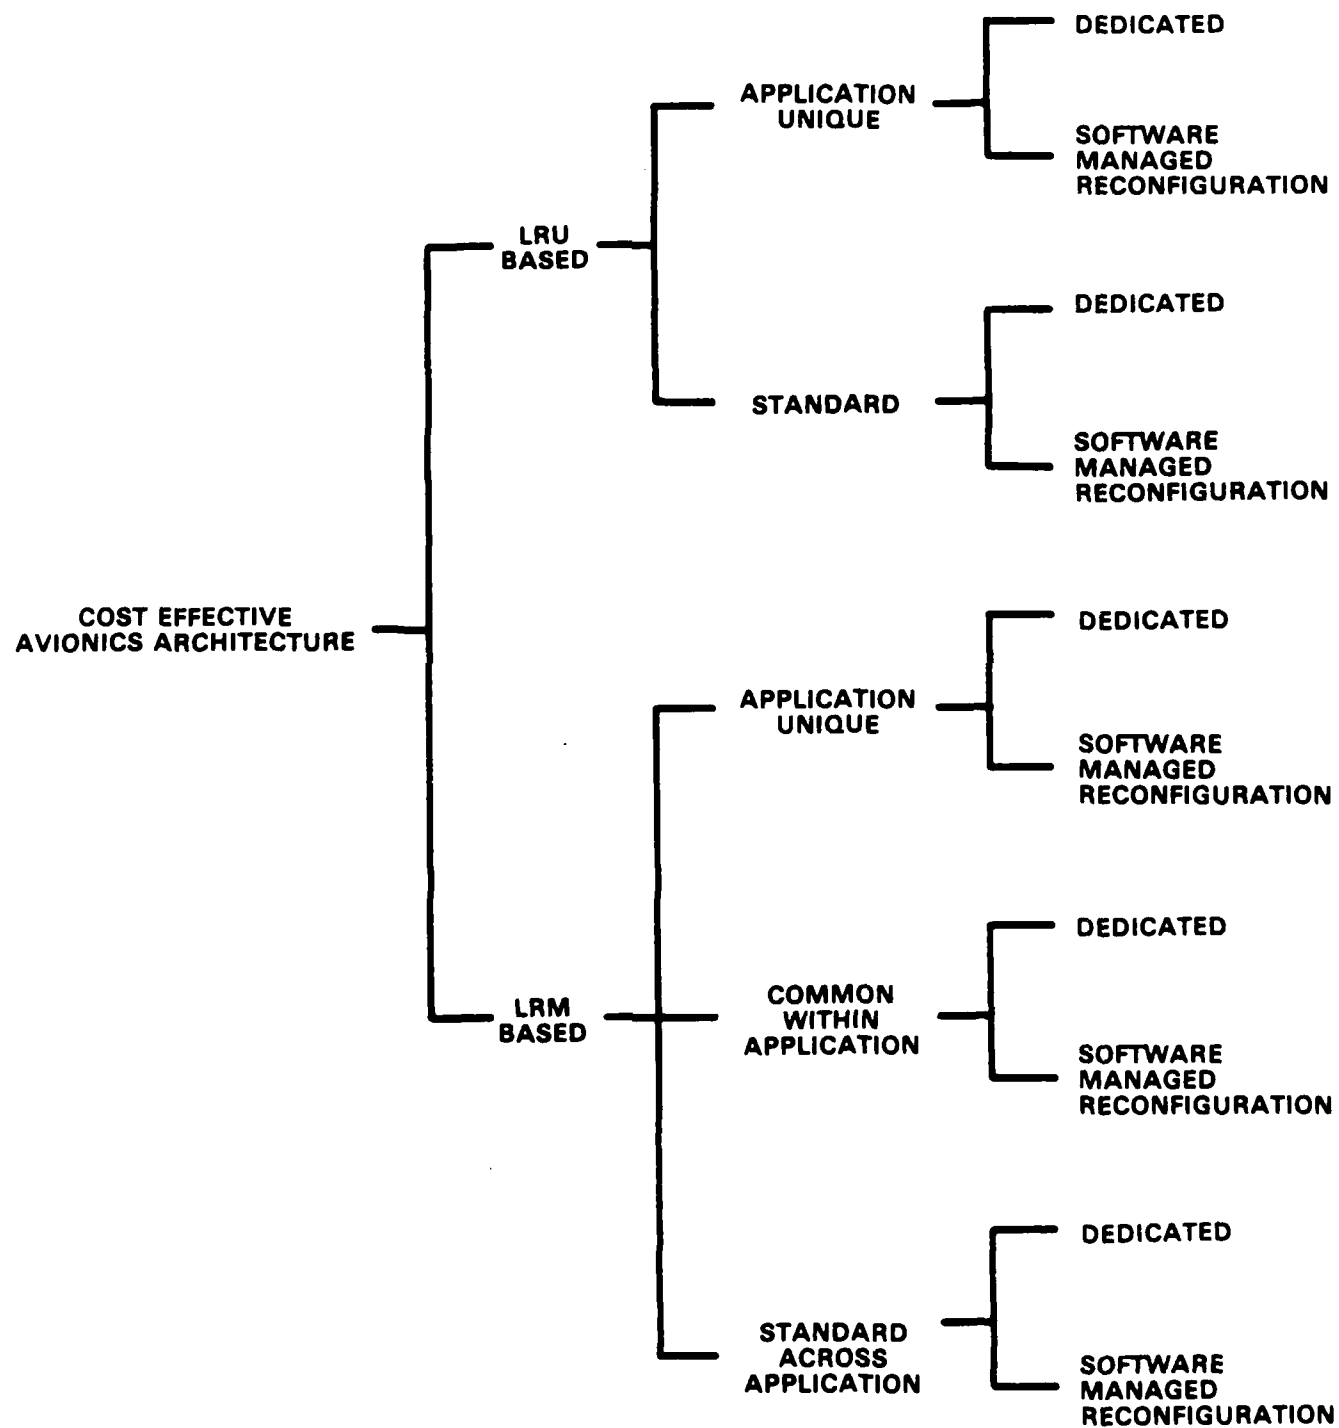 DEDICATED
APPLICATION
UNIQUE
SOFTWARE
MANAGED
RECONFIGURATION
LRU
BASED
DEDICATED
STANDARD
SOFTWARE
MANAGED
RECONFIGURATION
COST EFFECTIVE
AVIONICS ARCHITECTURE
DEDICATED
APPLICATION
UNIQUE
SOFTWARE
MANAGED
RECONFIGURATION
DEDICATED
LRM
BASED
COMMON
WITHIN
APPLICATION
SOFTWARE
MANAGED
RECONFIGURATION
DEDICATED
STANDARD
ACROSS
APPLICATION
SOFTWARE
MANAGED
RECONFIGURATION